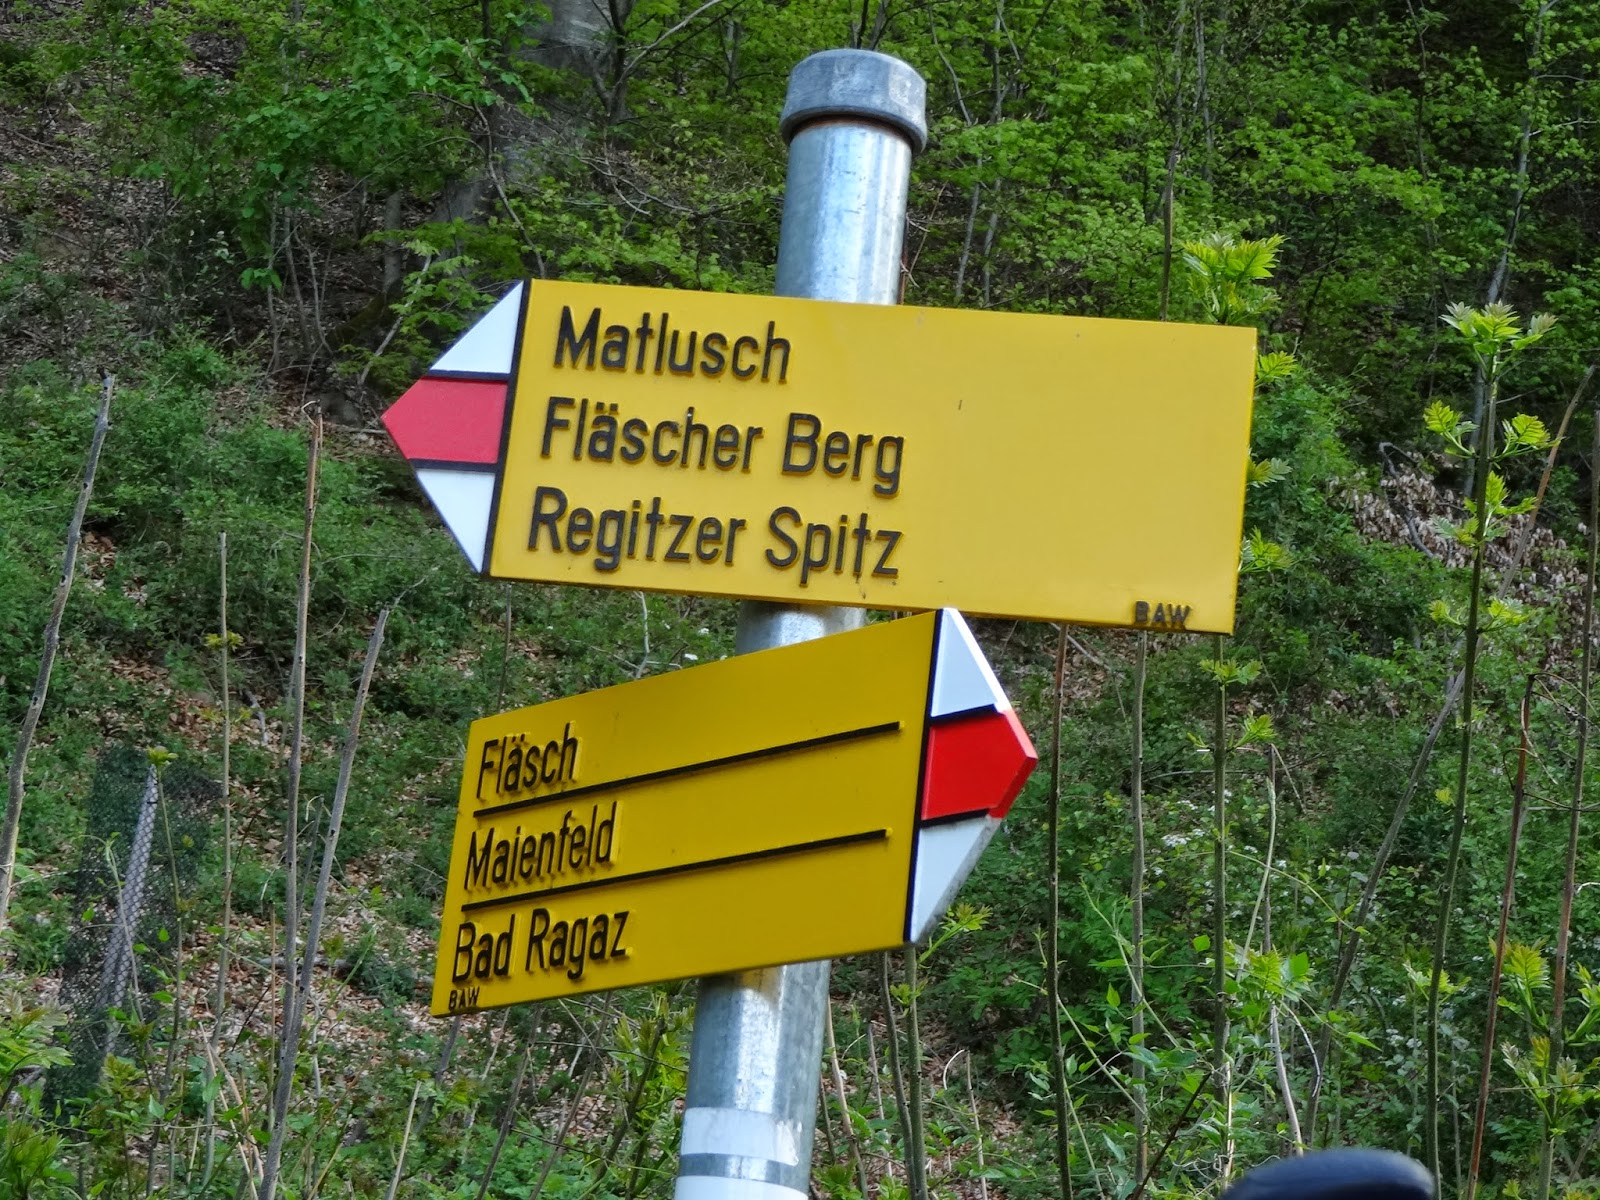 Matlusch
Fläscher Berg
Regitzer Spitz
BAW
Fläsch
Maienfeld
Bad Ragaz
BAW